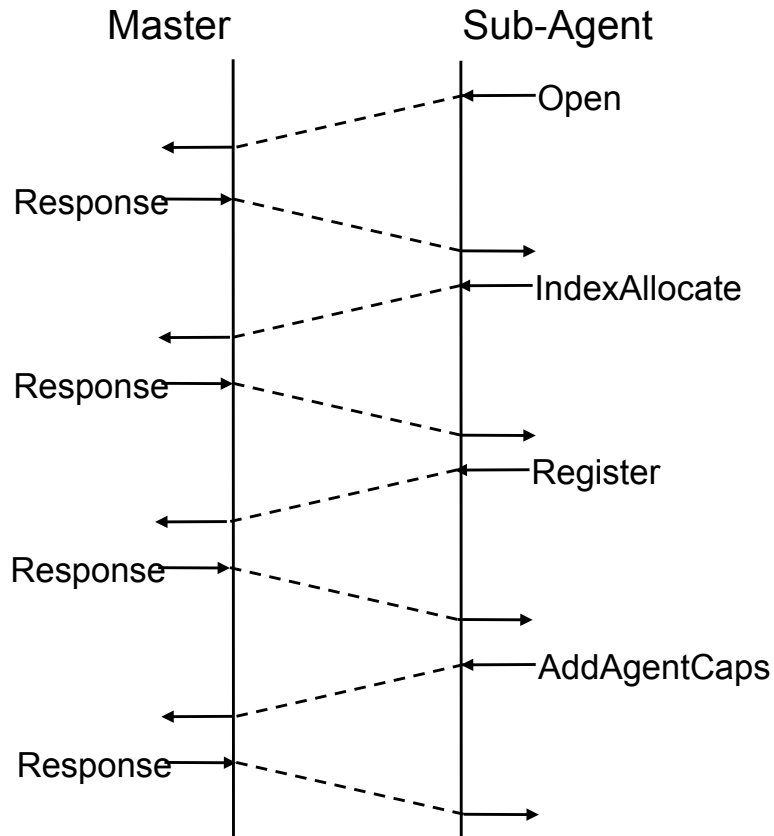 Master
Sub-Agent
Open
Response
IndexAllocate
Response
Register
Response
AddAgentCaps
Response